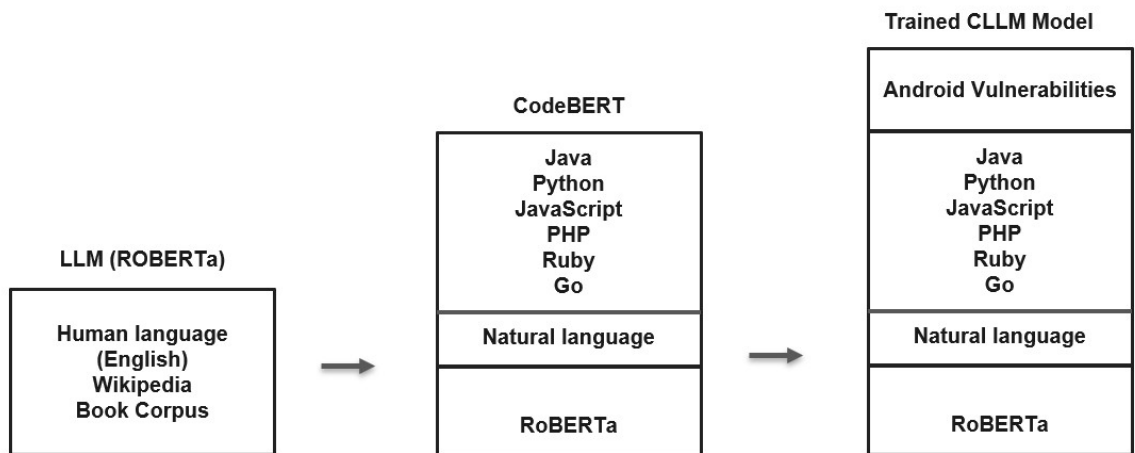 LLM (ROBERTa)
Human language
(English)
Wikipedia
Book Corpus
CodeBERT
Java
Python
JavaScript
PHP
Ruby
Go
Natural language
RoBERTa
Trained CLLM Model
Android Vulnerabilities
Java
Python
JavaScript
PHP
Ruby
Go
Natural language
RoBERTa